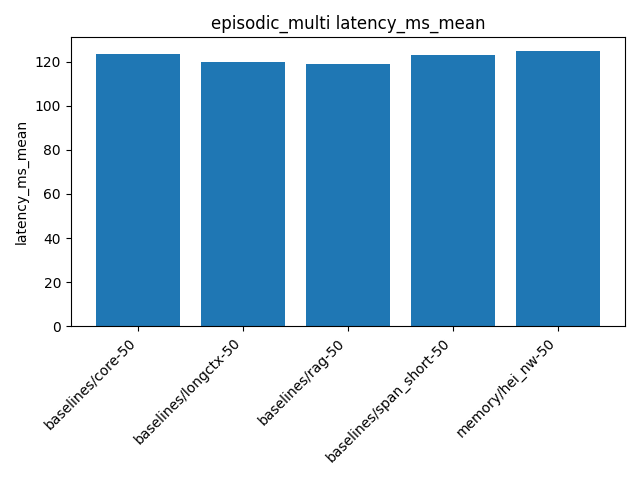 episodic_multi latency_ms_mean
latency_ms_mean
120
100
80
60
40
20
0
baselines/core-50
baselines/longctx-50
baselines/rag-50
baselines/span_short-50
memory/hei_nw-50